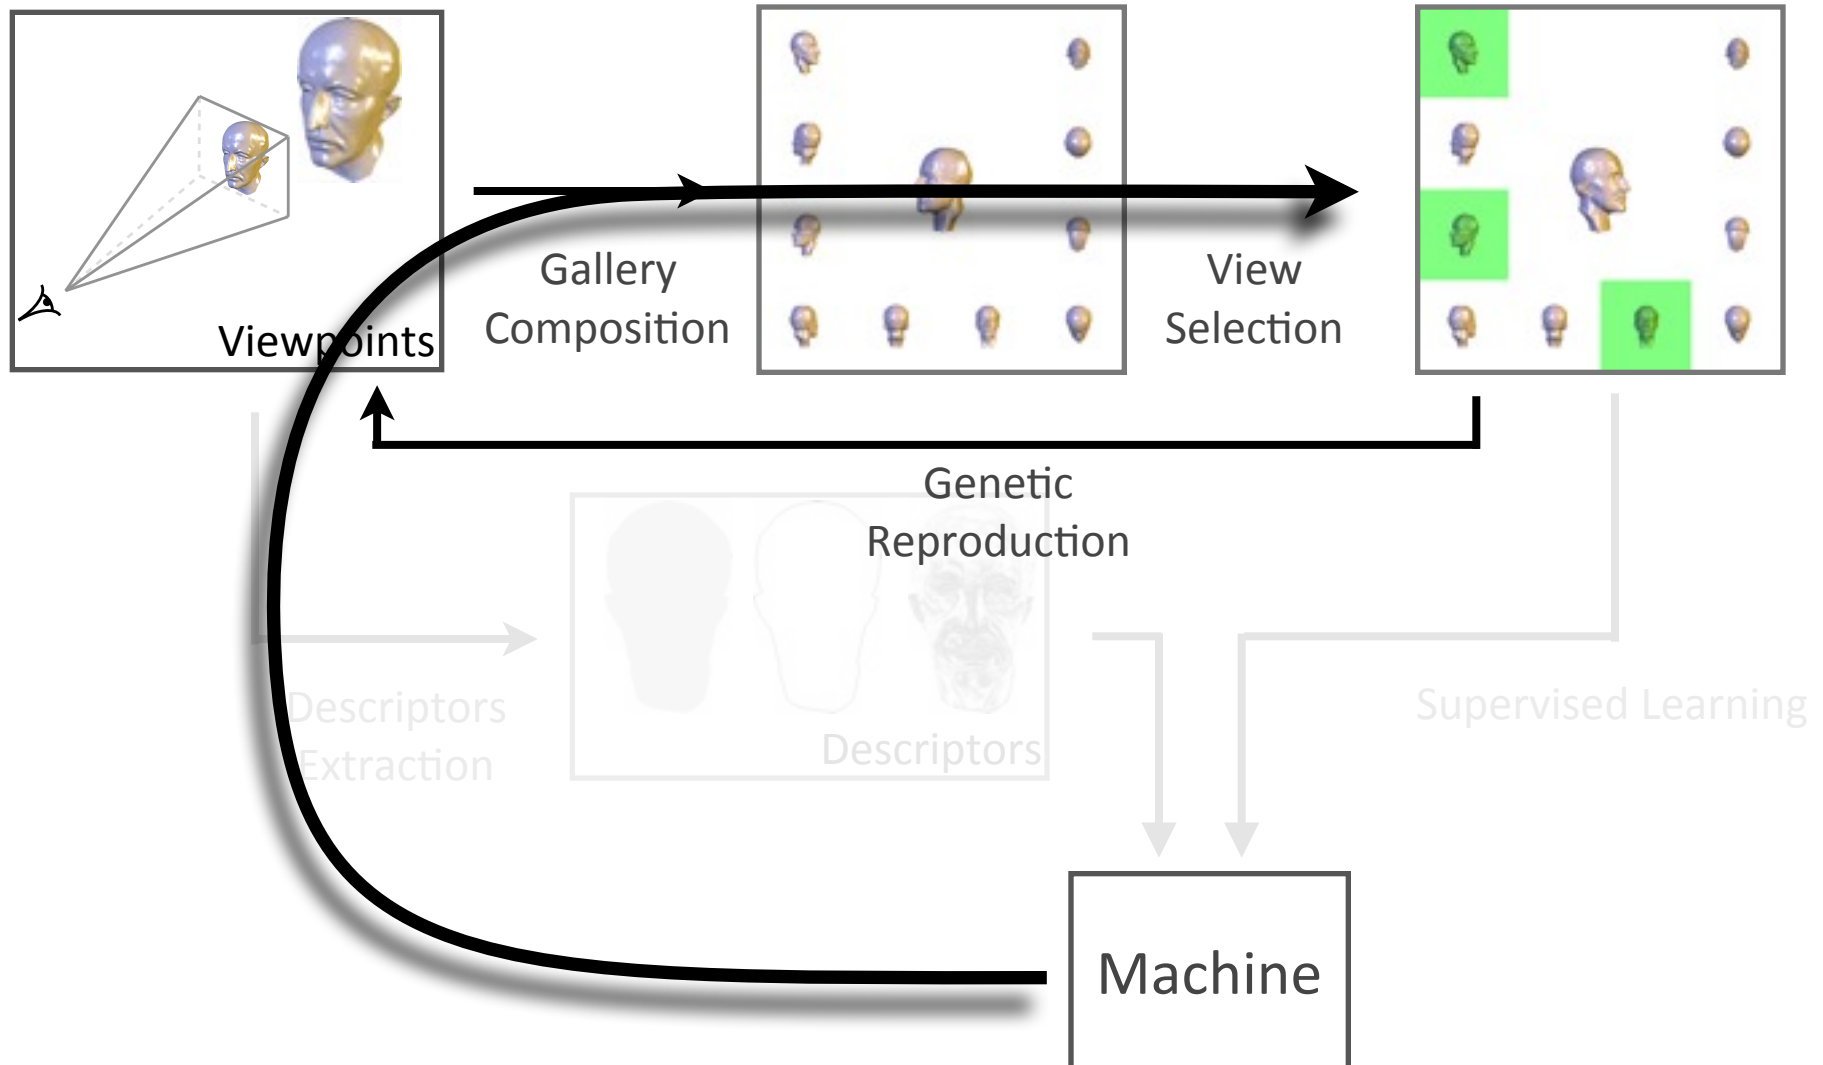 Viewpoints
Gallery
Composition
View
Selection
Genetic
Reproduction
Descriptors
Extraction
Descriptors
Supervised Learning
Machine